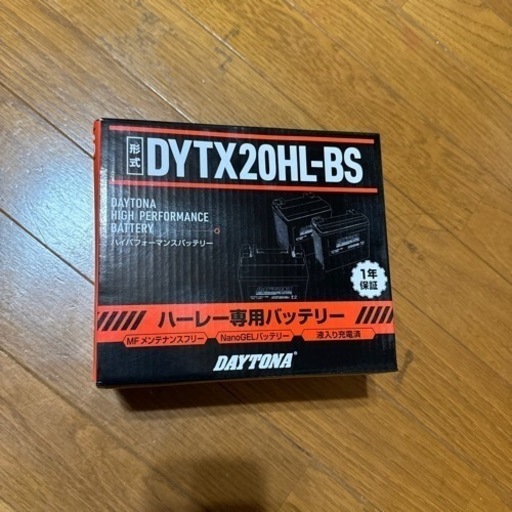 形式 DYTX20HL-BS
DAYTONA
HIGH PERFORMANCE
BATTERY
ハイパフォーマンスバッテリー
1年
保証
ハーレー専用バッテリー
MFメンテナンスフリー NanoGELバッテリー 液入り充電済
DAYTONA®